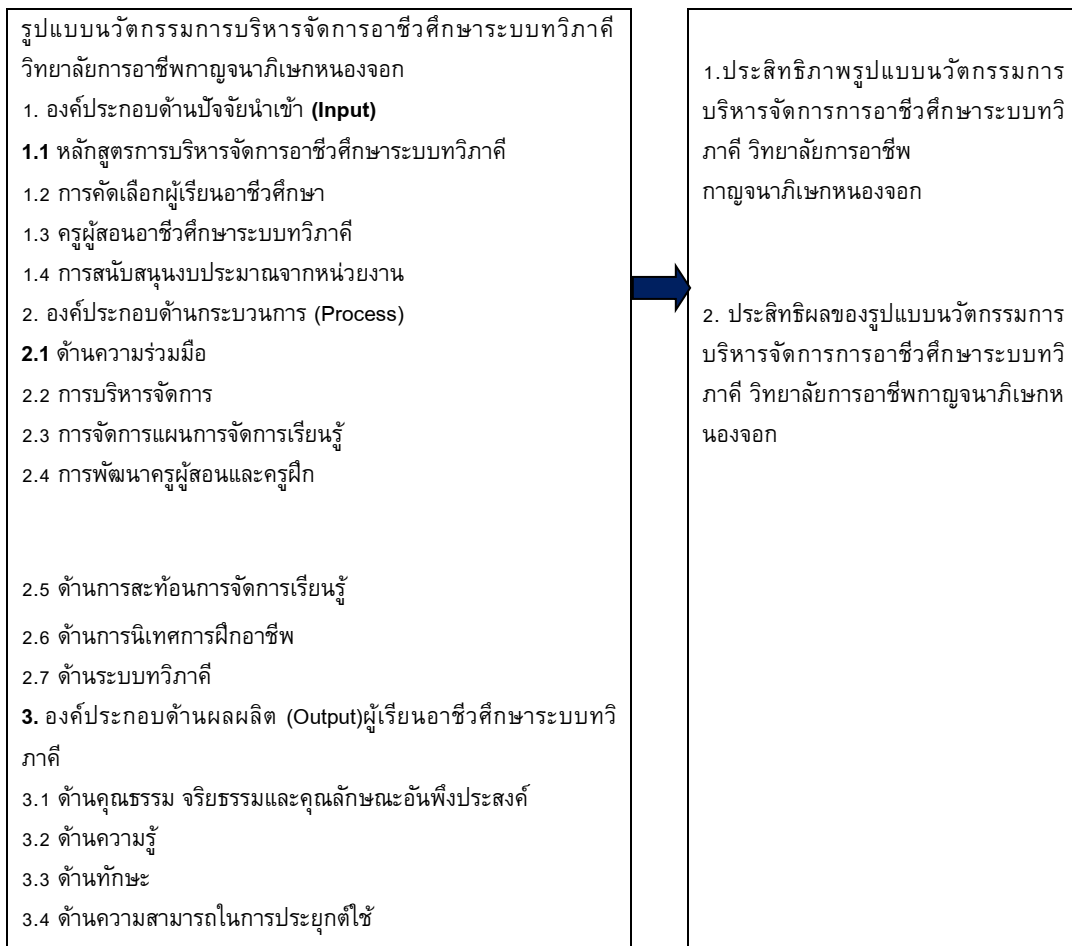 รูปแบบนวัตกรรมการบริหารจัดการอาชีวศึกษาระบบทวิภาคี
วิทยาลัยการอาชีพกาญจนาภิเษกหนองจอก
1. องค์ประกอบด้านปัจจัยนำเข้า (Input)
1.1 หลักสูตรการบริหารจัดการอาชีวศึกษาระบบทวิภาคี
1.2 การคัดเลือกผู้เรียนอาชีวศึกษา
1.3 ครูผู้สอนอาชีวศึกษาระบบทวิภาคี
1.4 การสนับสนุนงบประมาณจากหน่วยงาน
2. องค์ประกอบด้านกระบวนการ (Process)
2.1 ด้านความร่วมมือ
2.2 การบริหารจัดการ
2.3 การจัดการแผนการจัดการเรียนรู้
2.4 การพัฒนาครูผู้สอนและครูฝึก
2.5 ด้านการสะท้อนการจัดการเรียนรู้
2.6 ด้านการนิเทศการฝึกอาชีพ
2.7 ด้านระบบทวิภาคี
3. องค์ประกอบด้านผลผลิต (Output)ผู้เรียนอาชีวศึกษาระบบทวิ
ภาคี
3.1 ด้านคุณธรรม จริยธรรมและคุณลักษณะอันพึงประสงค์
3.2 ด้านความรู้
3.3 ด้านทักษะ
3.4 ด้านความสามารถในการประยุกต์ใช้
1.ประสิทธิภาพรูปแบบนวัตกรรมการ
บริหารจัดการการอาชีวศึกษาระบบทวิ
ภาคี วิทยาลัยการอาชีพ
กาญจนาภิเษกหนองจอก
2. ประสิทธิผลของรูปแบบนวัตกรรมการ
บริหารจัดการการอาชีวศึกษาระบบทวิ
ภาคี วิทยาลัยการอาชีพกาญจนาภิเษกห
นองจอก